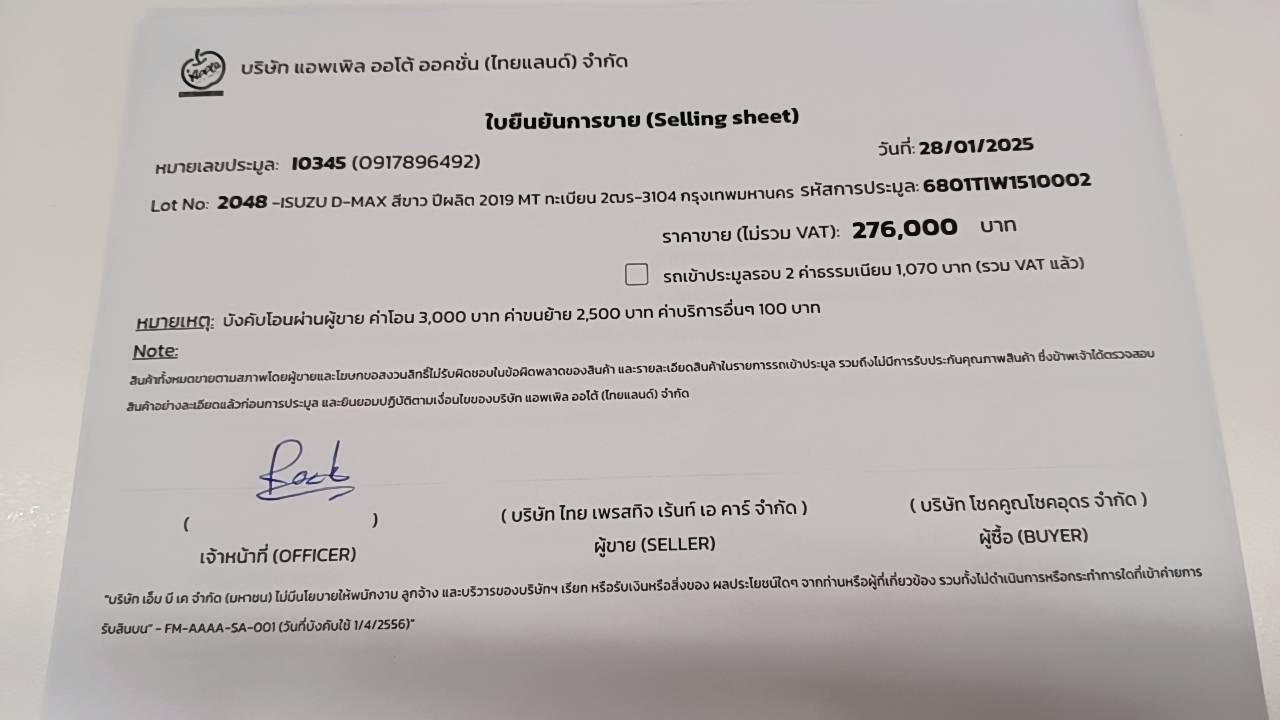 บริษัท แอพเพิล ออโต้ ออคชั่น (ไทยแลนด์) จำกัด
ใบยืนยันการขาย (Selling sheet)
หมายเลขประมูล: I0345 (0917896492) วันที่: 28/01/2025
Lot No: 2048 -ISUZU D-MAX สีขาว ปีผลิต 2019 MT ทะเบียน 2ฒร-3104 กรุงเทพมหานคร รหัสการประมูล: 6801TIW1510002
ราคาขาย (ไม่รวม VAT): 276,000 บาท
รถเข้าประมูลรอบ 2 ค่าธรรมเนียม 1,070 บาท (รวม VAT แล้ว)
หมายเหตุ: บังคับโอนผ่านผู้ขาย ค่าโอน 3,000 บาท ค่าขนย้าย 2,500 บาท ค่าบริการอื่นๆ 100 บาท
Note:
สินค้าทั้งหมดขายตามสภาพโดยผู้ขายและโฆษกขอสงวนสิทธิ์ไม่รับผิดชอบในข้อผิดพลาดของสินค้า และรายละเอียดสินค้าในรายการรถเข้าประมูล รวมถึงไม่มีการรับประกันคุณภาพสินค้า ซึ่งข้าพเจ้าได้ตรวจสอบ
สินค้าอย่างละเอียดแล้วก่อนการประมูล และยินยอมปฏิบัติตามเงื่อนไขของบริษัท แอพเพิล ออโต้ (ไทยแลนด์) จำกัด
( ) ( บริษัท ไทย เพรสทิจ เร้นท์ เอ คาร์ จำกัด ) ( บริษัท โชคคูณโชคอุดร จำกัด )
เจ้าหน้าที่ (OFFICER) ผู้ขาย (SELLER) ผู้ซื้อ (BUYER)
"บริษัท เอ็ม บี เค จำกัด (มหาชน) ไม่มีนโยบายให้พนักงาน ลูกจ้าง และบริวารของบริษัทฯ เรียก หรือรับเงินหรือสิ่งของ ผลประโยชน์ใดๆ จากท่านหรือผู้ที่เกี่ยวข้อง รวมทั้งไม่ดำเนินการหรือกระทำการใดที่เข้าค่ายการ
รับสินบน" - FM-AAAA-SA-001 (วันที่บังคับใช้ 1/4/2556)"